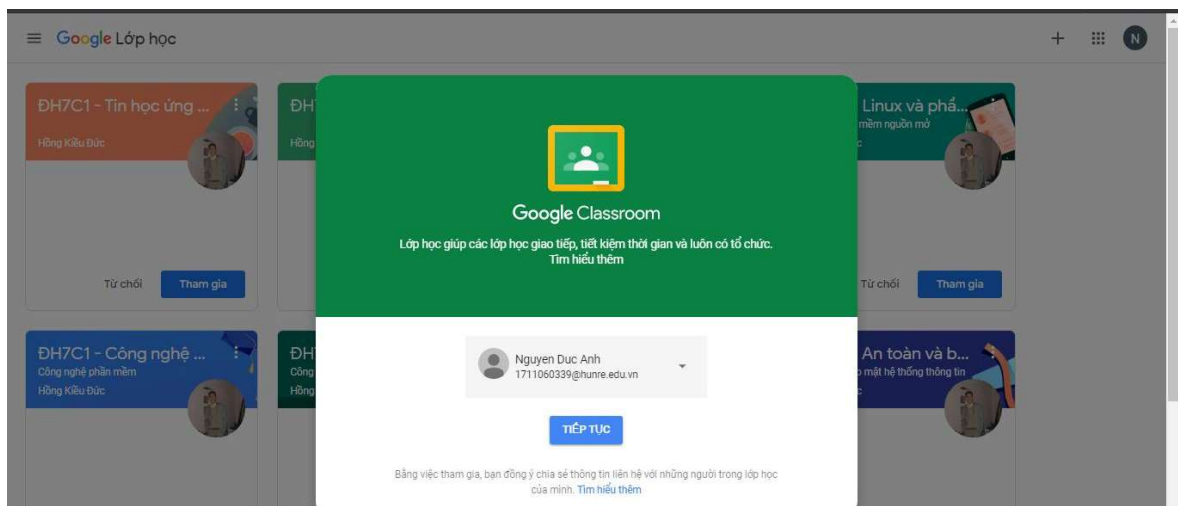 Google Lớp học
N
ĐH7C1 - Tin học ứng ...
Hồng Kiều Đức
Từ chối
Tham gia
ĐH
Hồng
Linux và phầ...
mềm nguồn mở
c
Từ chối
Tham gia
Google Classroom
Lớp học giúp các lớp học giao tiếp, tiết kiệm thời gian và luôn có tổ chức.
Tìm hiểu thêm
Nguyen Duc Anh
1711060339@hunre.edu.vn
TIẾP TỤC
Bằng việc tham gia, bạn đồng ý chia sẻ thông tin liên hệ với những người trong lớp học
của mình. Tìm hiểu thêm
ĐH7C1 - Công nghệ ...
Công nghệ phần mềm
Hồng Kiều Đức
ĐH
Công
Hồng
An toàn và b...
mật hệ thống thông tin
c